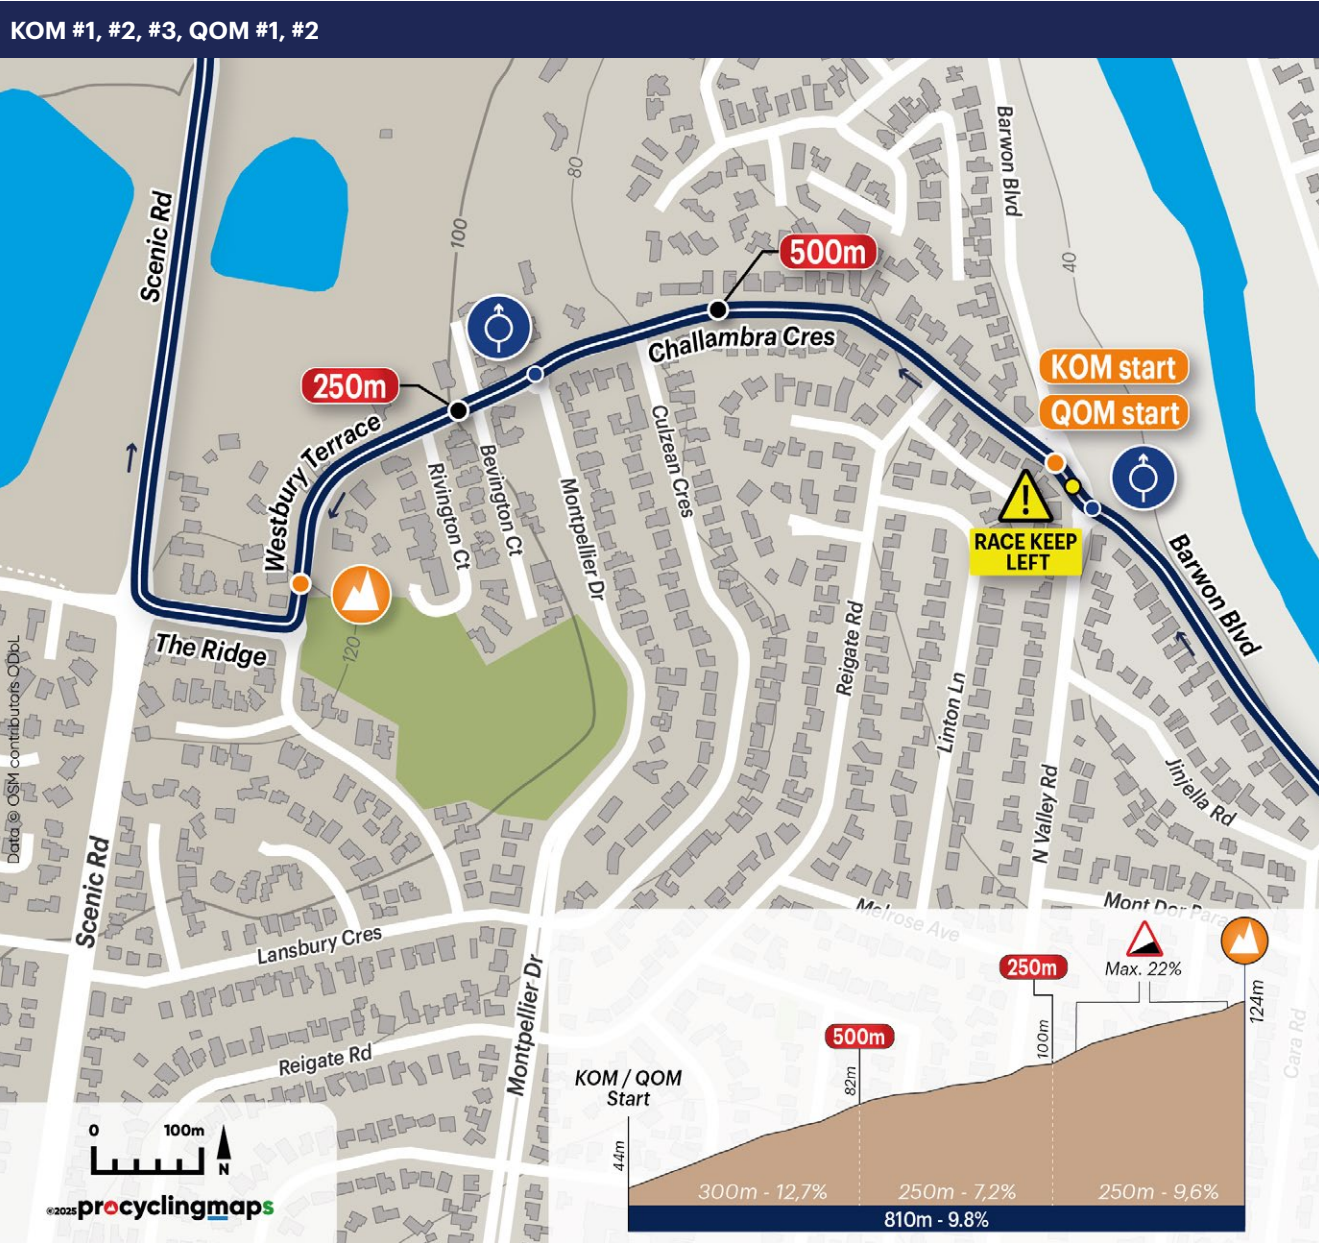 KOM #1, #2, #3, QOM #1, #2
Scenic Rd
Barwon Blvd
80
100
40
500m
Challambra Cres
KOM start
QOM start
250m
Westbury Terrace
Rivington Ct
Bevington Ct
Montpellier Dr
Culzean Cres
RACE KEEP
LEFT
Barwon Blvd
The Ridge
120
Reigate Rd
Linton Ln
N Valley Rd
Jinjella Rd
Data © OSM contributors ODbL
Scenic Rd
Lansbury Cres
Melrose Ave
Mont Dor Para
Montpellier Dr
Reigate Rd
Cara Rd
0 100m
N
©2025 procyclingmaps
250m
Max. 22%
124m
100m
500m
82m
KOM / QOM
Start
44m
300m - 12,7%
250m - 7,2%
250m - 9,6%
810m - 9.8%